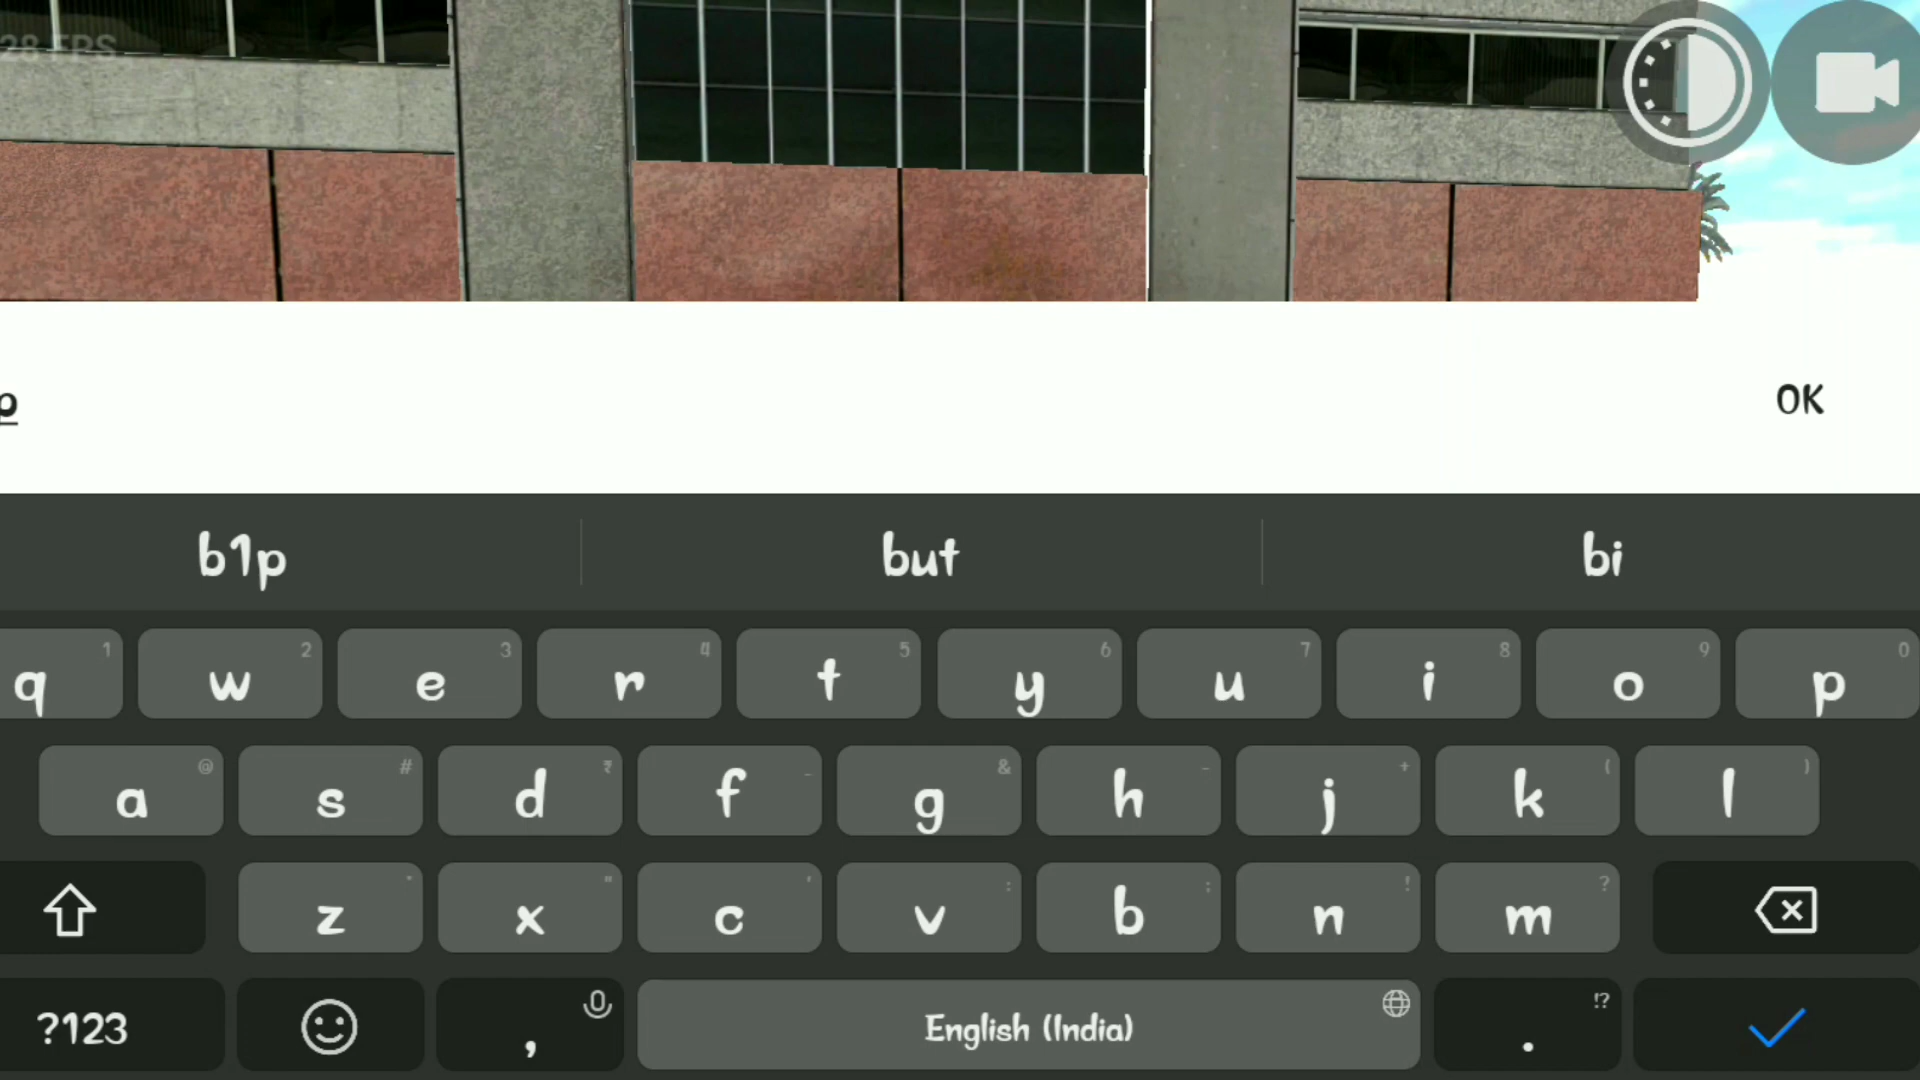 28 FPS
p
OK
b1p but bi
q 1 w 2 e 3 r 4 t 5 y 6 u 7 i 8 o 9 p 0
a @ s # d ₹ f _ g & h - j + k ( l )
z x " c ' v : b ; n ! m ?
?123 , English (India) . !?